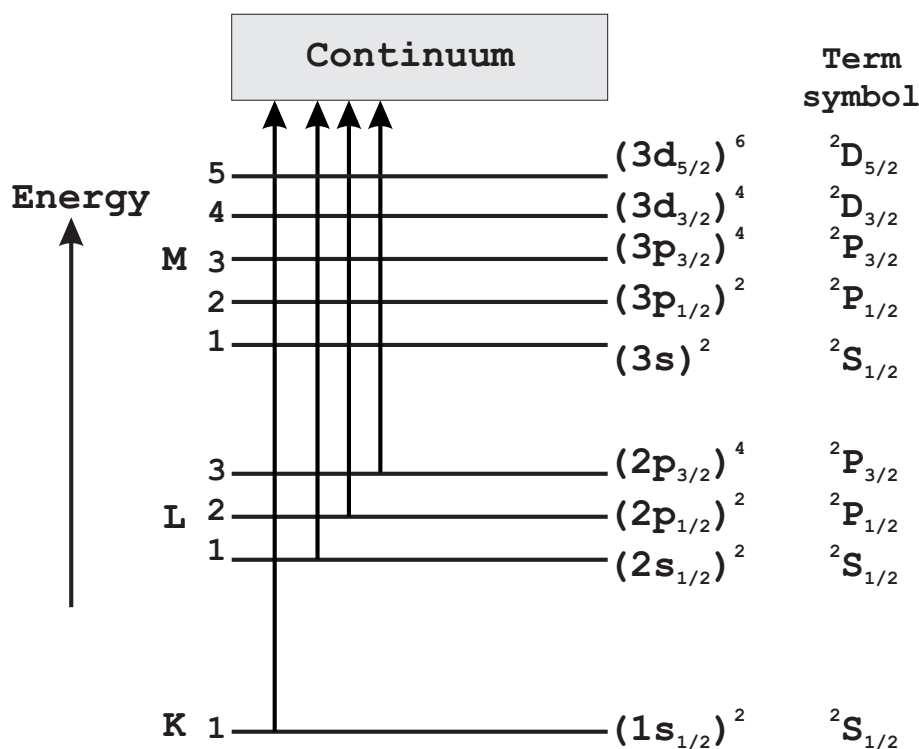 Continuum
Term
symbol
Energy
5 (3d₅/₂)⁶ ²D₅/₂
4 (3d₃/₂)⁴ ²D₃/₂
M 3 (3p₃/₂)⁴ ²P₃/₂
2 (3p₁/₂)² ²P₁/₂
1 (3s)² ²S₁/₂
3 (2p₃/₂)⁴ ²P₃/₂
L 2 (2p₁/₂)² ²P₁/₂
1 (2s₁/₂)² ²S₁/₂
K 1 (1s₁/₂)² ²S₁/₂